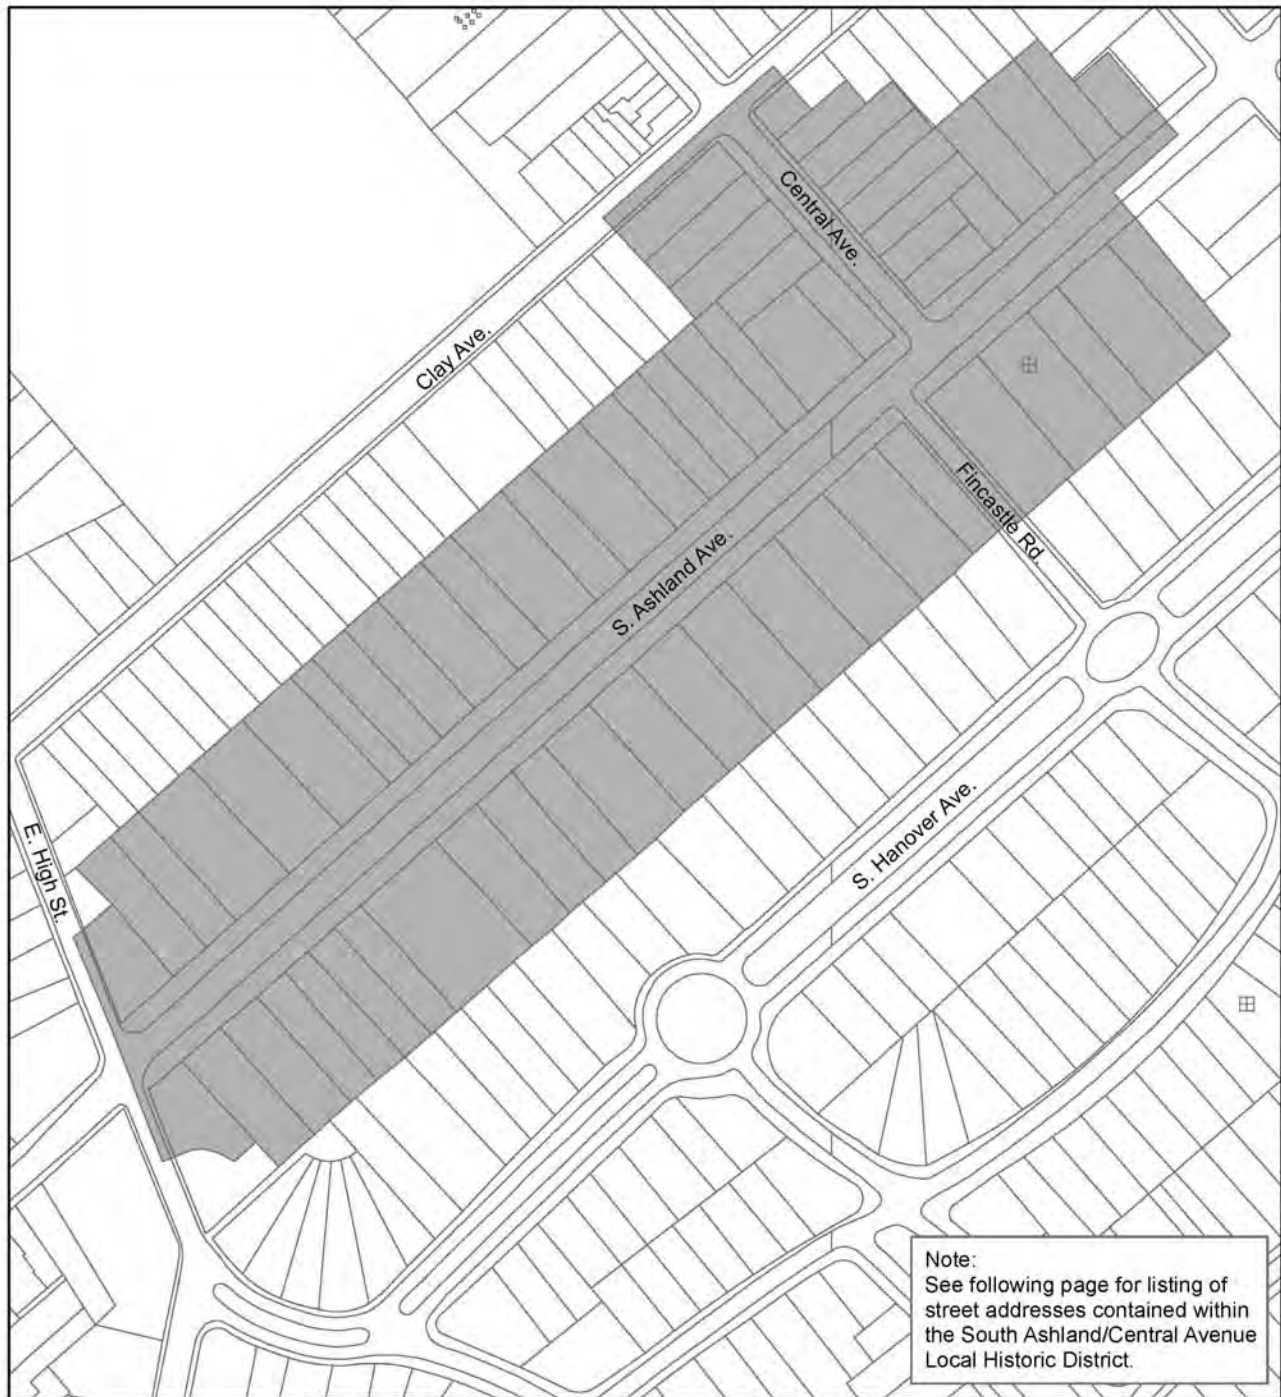 Central Ave.
Clay Ave.
Fincastle Rd.
S. Ashland Ave.
S. Hanover Ave.
E. High St.
Note:
See following page for listing of
street addresses contained within
the South Ashland/Central Avenue
Local Historic District.